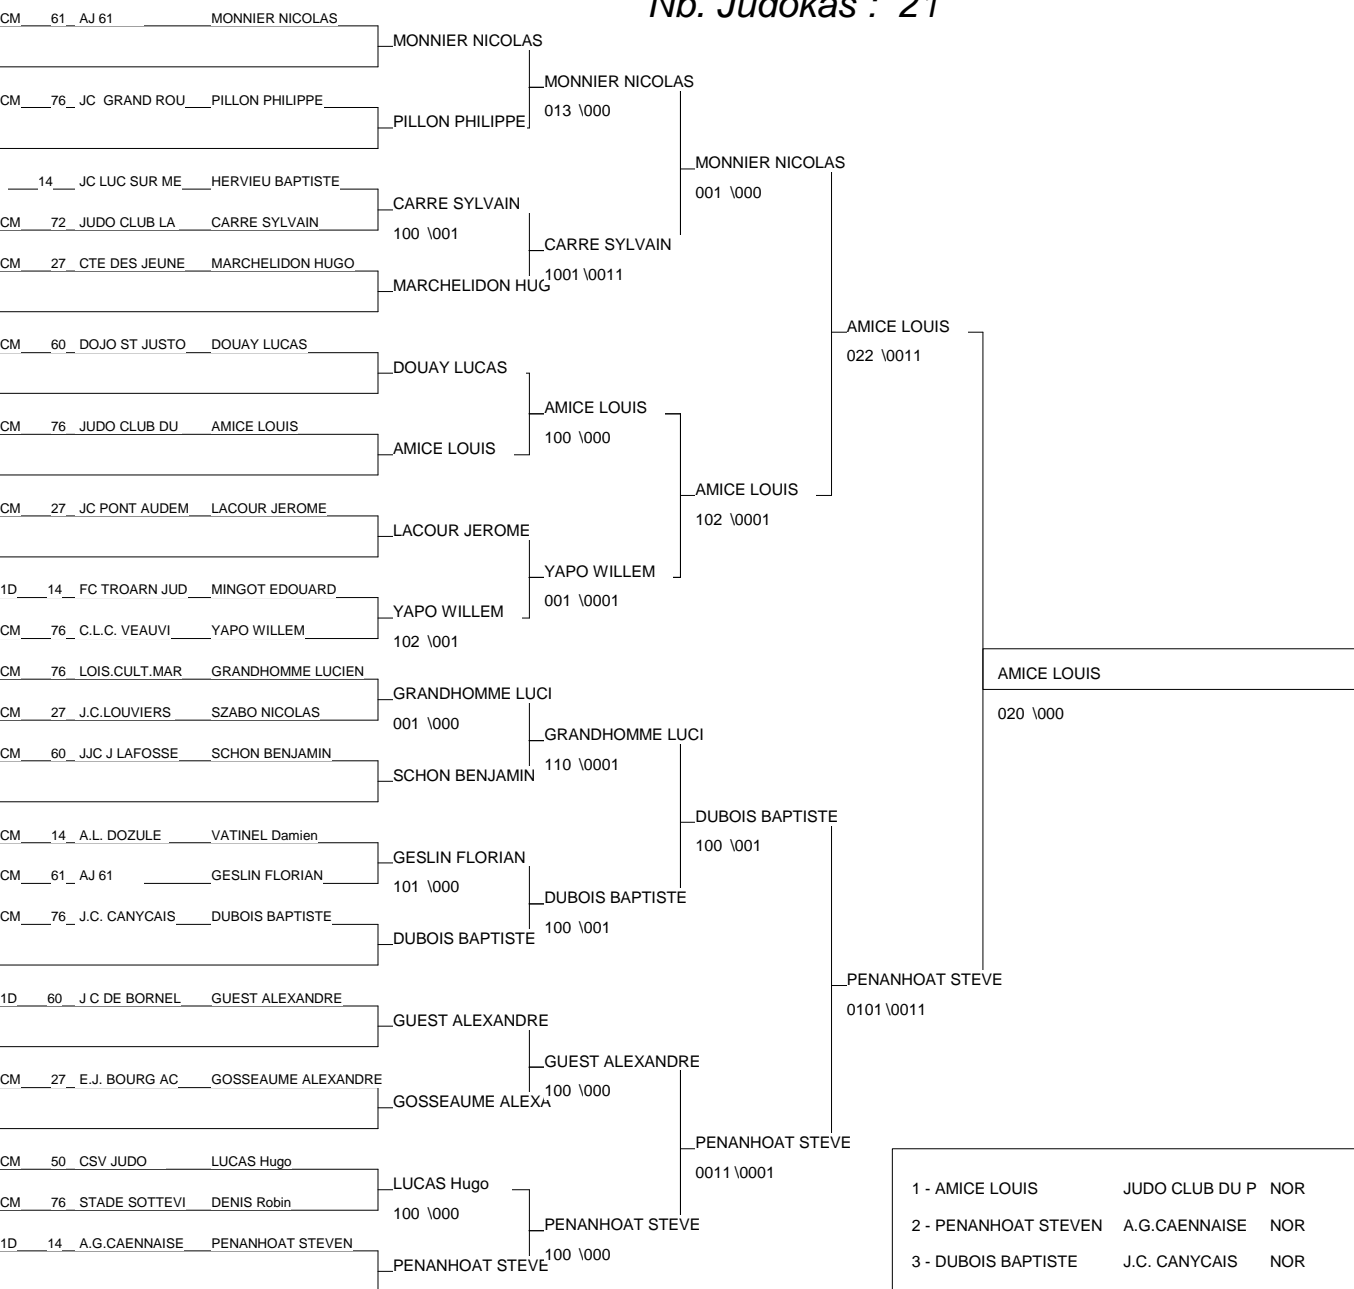 Nb. Judokas :  21
CM 61 AJ 61 MONNIER NICOLAS
MONNIER NICOLAS
MONNIER NICOLAS
013 \000
CM 76 JC  GRAND ROU PILLON PHILIPPE
PILLON PHILIPPE
MONNIER NICOLAS
001 \000
14 JC LUC SUR ME HERVIEU BAPTISTE
CARRE SYLVAIN
100 \001
CM 72 JUDO CLUB LA CARRE SYLVAIN
CARRE SYLVAIN
1001 \0011
CM 27 CTE DES JEUNE MARCHELIDON HUGO
MARCHELIDON HUG
AMICE LOUIS
022 \0011
CM 60 DOJO ST JUSTO DOUAY LUCAS
DOUAY LUCAS
AMICE LOUIS
100 \000
CM 76 JUDO CLUB DU AMICE LOUIS
AMICE LOUIS
AMICE LOUIS
102 \0001
CM 27 JC PONT AUDEM LACOUR JEROME
LACOUR JEROME
YAPO WILLEM
001 \0001
1D 14 FC TROARN JUD MINGOT EDOUARD
YAPO WILLEM
102 \001
CM 76 C.L.C. VEAUVI YAPO WILLEM
AMICE LOUIS
020 \000
CM 76 LOIS.CULT.MAR GRANDHOMME LUCIEN
GRANDHOMME LUCI
001 \000
CM 27 J.C.LOUVIERS SZABO NICOLAS
GRANDHOMME LUCI
110 \0001
CM 60 JJC J LAFOSSE SCHON BENJAMIN
SCHON BENJAMIN
DUBOIS BAPTISTE
100 \001
CM 14 A.L. DOZULE VATINEL Damien
GESLIN FLORIAN
101 \000
CM 61 AJ 61 GESLIN FLORIAN
DUBOIS BAPTISTE
100 \001
CM 76 J.C. CANYCAIS DUBOIS BAPTISTE
DUBOIS BAPTISTE
PENANHOAT STEVE
0101 \0011
1D 60 J C DE BORNEL GUEST ALEXANDRE
GUEST ALEXANDRE
GUEST ALEXANDRE
100 \000
CM 27 E.J. BOURG AC GOSSEAUME ALEXANDRE
GOSSEAUME ALEXA
PENANHOAT STEVE
0011 \0001
CM 50 CSV JUDO LUCAS Hugo
LUCAS Hugo
100 \000
CM 76 STADE SOTTEVI DENIS Robin
PENANHOAT STEVE
100 \000
1D 14 A.G.CAENNAISE PENANHOAT STEVEN
PENANHOAT STEVE
1 - AMICE LOUIS JUDO CLUB DU P NOR
2 - PENANHOAT STEVEN A.G.CAENNAISE NOR
3 - DUBOIS BAPTISTE J.C. CANYCAIS NOR